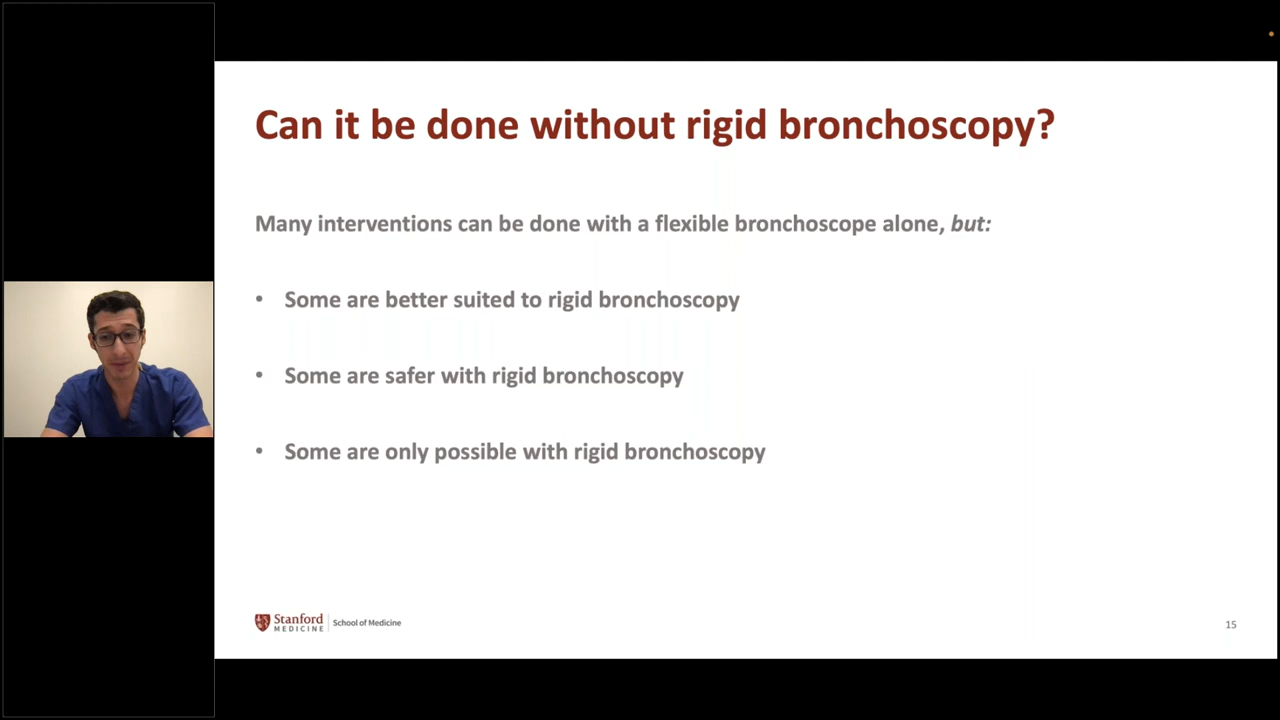 Can it be done without rigid bronchoscopy?
Many interventions can be done with a flexible bronchoscope alone, but:
• Some are better suited to rigid bronchoscopy
• Some are safer with rigid bronchoscopy
• Some are only possible with rigid bronchoscopy
Stanford
MEDICINE
School of Medicine
15